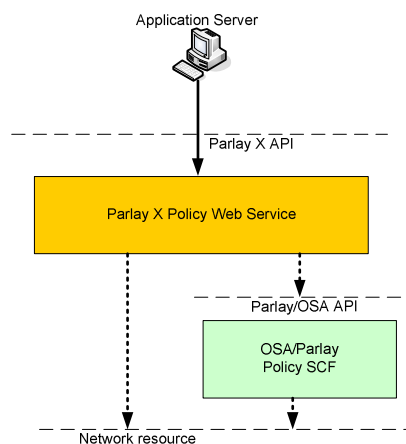 Application Server
Parlay X API
Parlay X Policy Web Service
Parlay/OSA API
OSA/Parlay
Policy SCF
Network resource